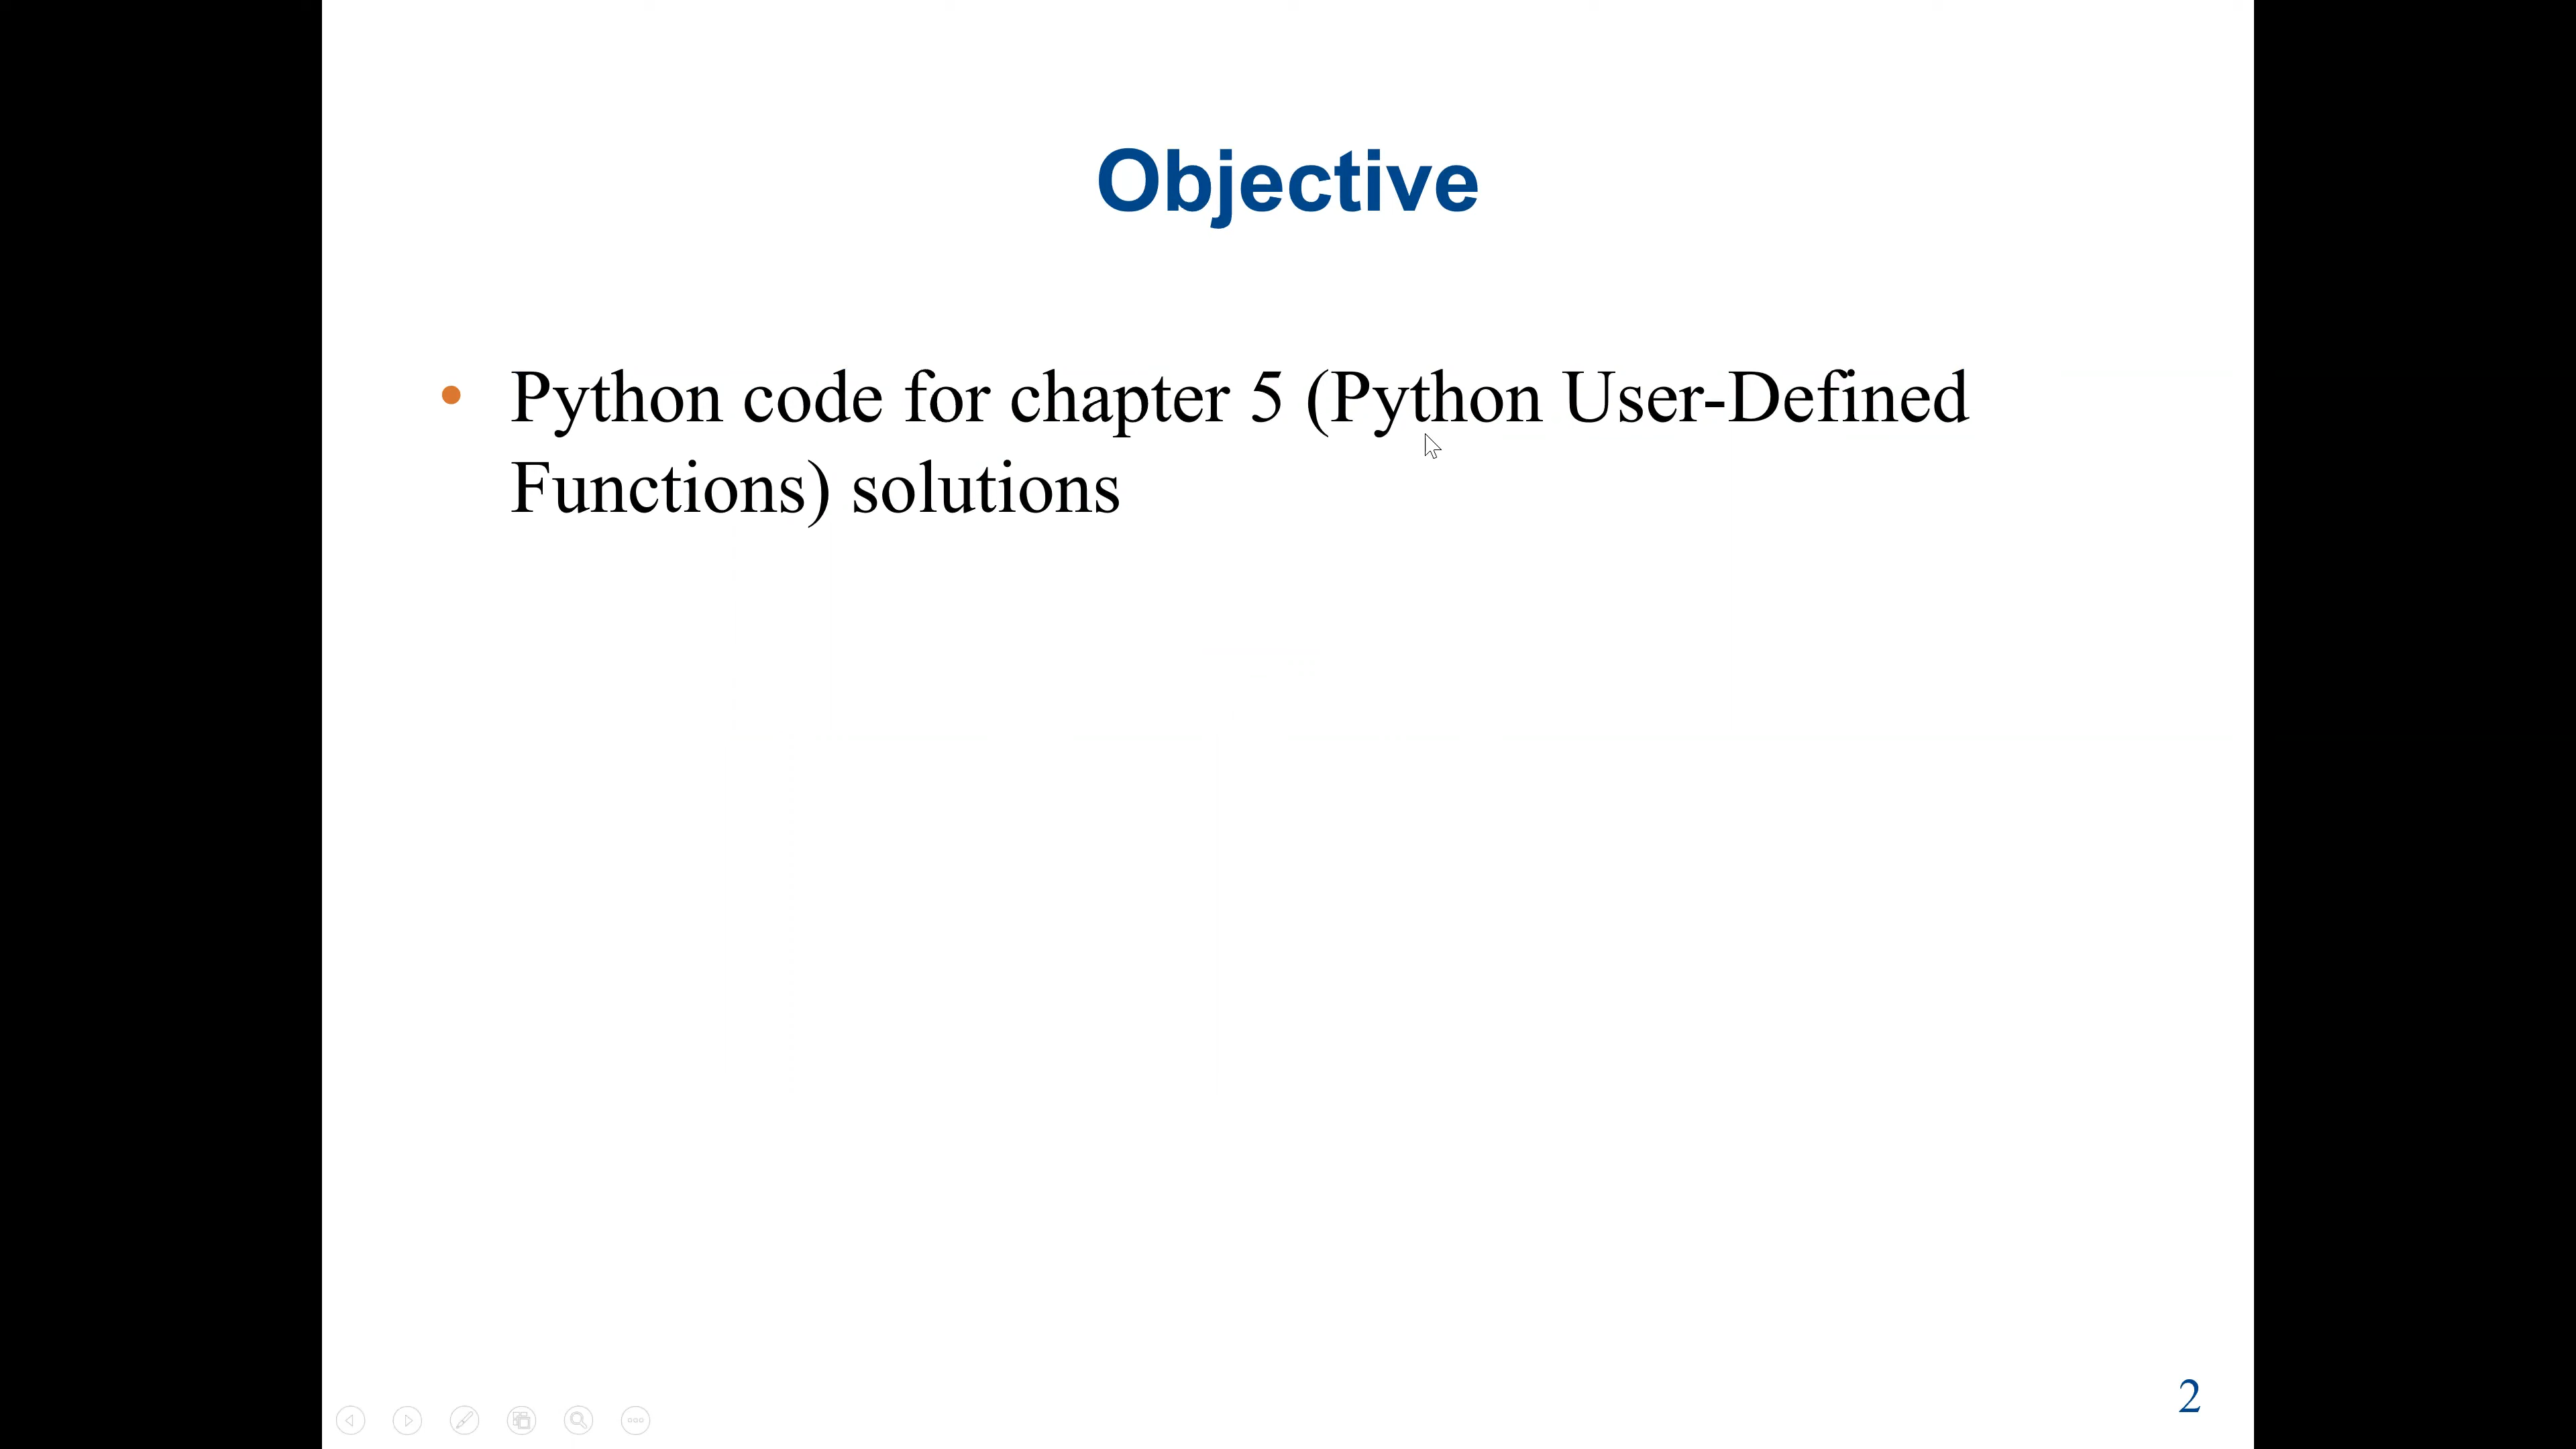 Objective
• Python code for chapter 5 (Python User-Defined
Functions) solutions
2